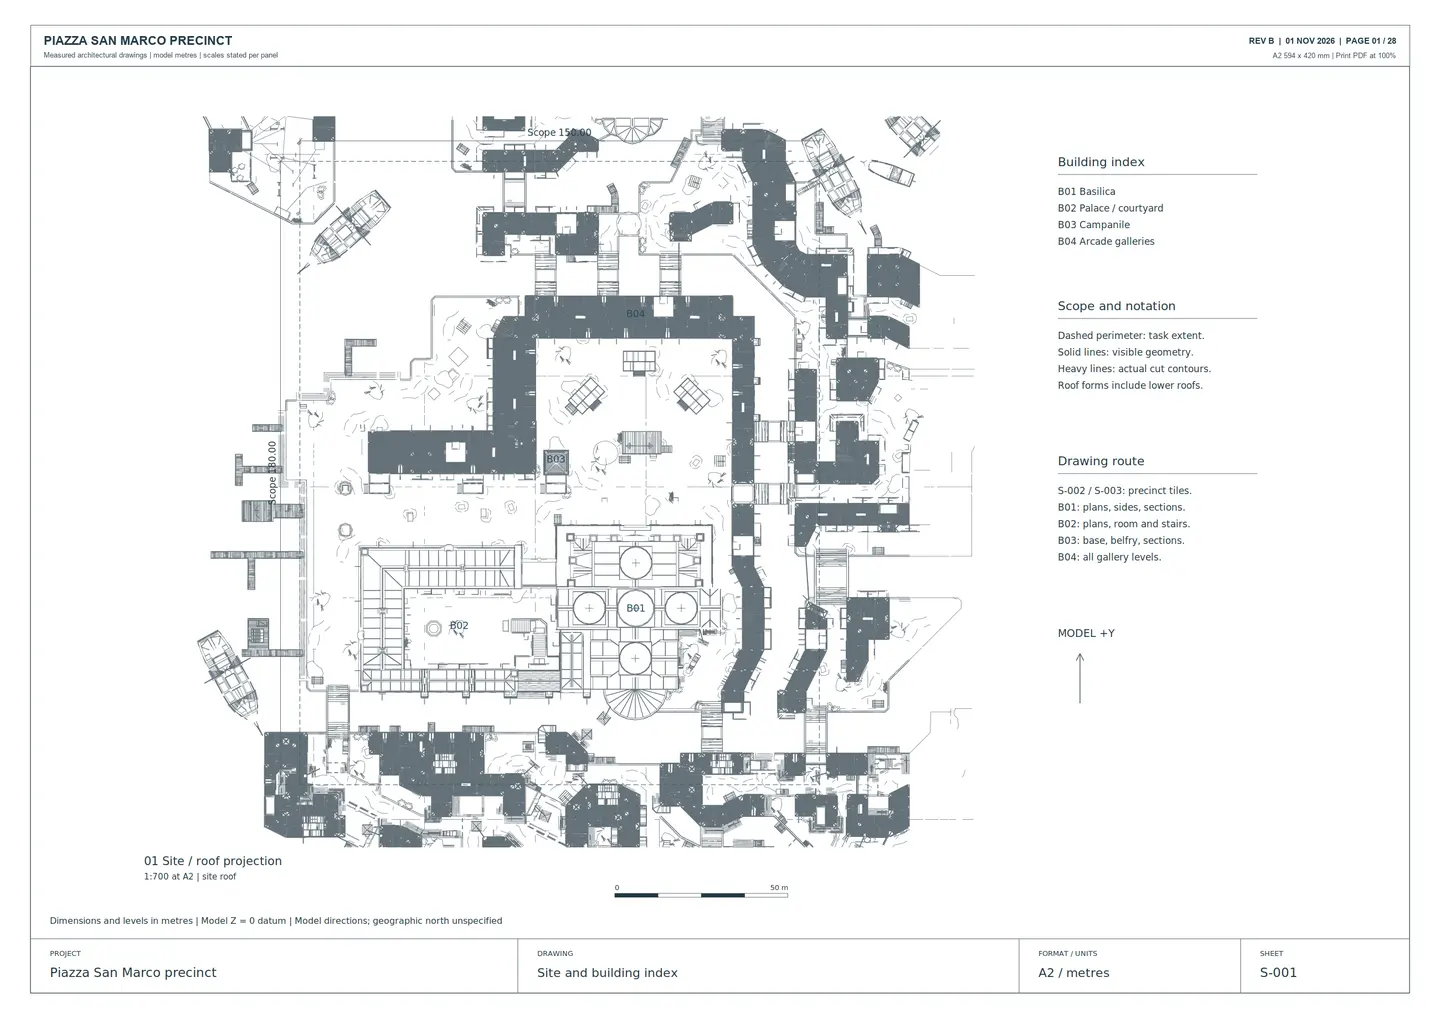 PIAZZA SAN MARCO PRECINCT
Measured architectural drawings | model metres | scales stated per panel
REV B | 01 NOV 2026 | PAGE 01 / 28
A2 594 x 420 mm | Print PDF at 100%
Scope 150.00
Scope 180.00
B04
B03
B01
B02
Building index
B01 Basilica
B02 Palace / courtyard
B03 Campanile
B04 Arcade galleries
Scope and notation
Dashed perimeter: task extent.
Solid lines: visible geometry.
Heavy lines: actual cut contours.
Roof forms include lower roofs.
Drawing route
S-002 / S-003: precinct tiles.
B01: plans, sides, sections.
B02: plans, room and stairs.
B03: base, belfry, sections.
B04: all gallery levels.
MODEL +Y
01 Site / roof projection
1:700 at A2 | site roof
0 50 m
Dimensions and levels in metres | Model Z = 0 datum | Model directions; geographic north unspecified
PROJECT
Piazza San Marco precinct
DRAWING
Site and building index
FORMAT / UNITS
A2 / metres
SHEET
S-001